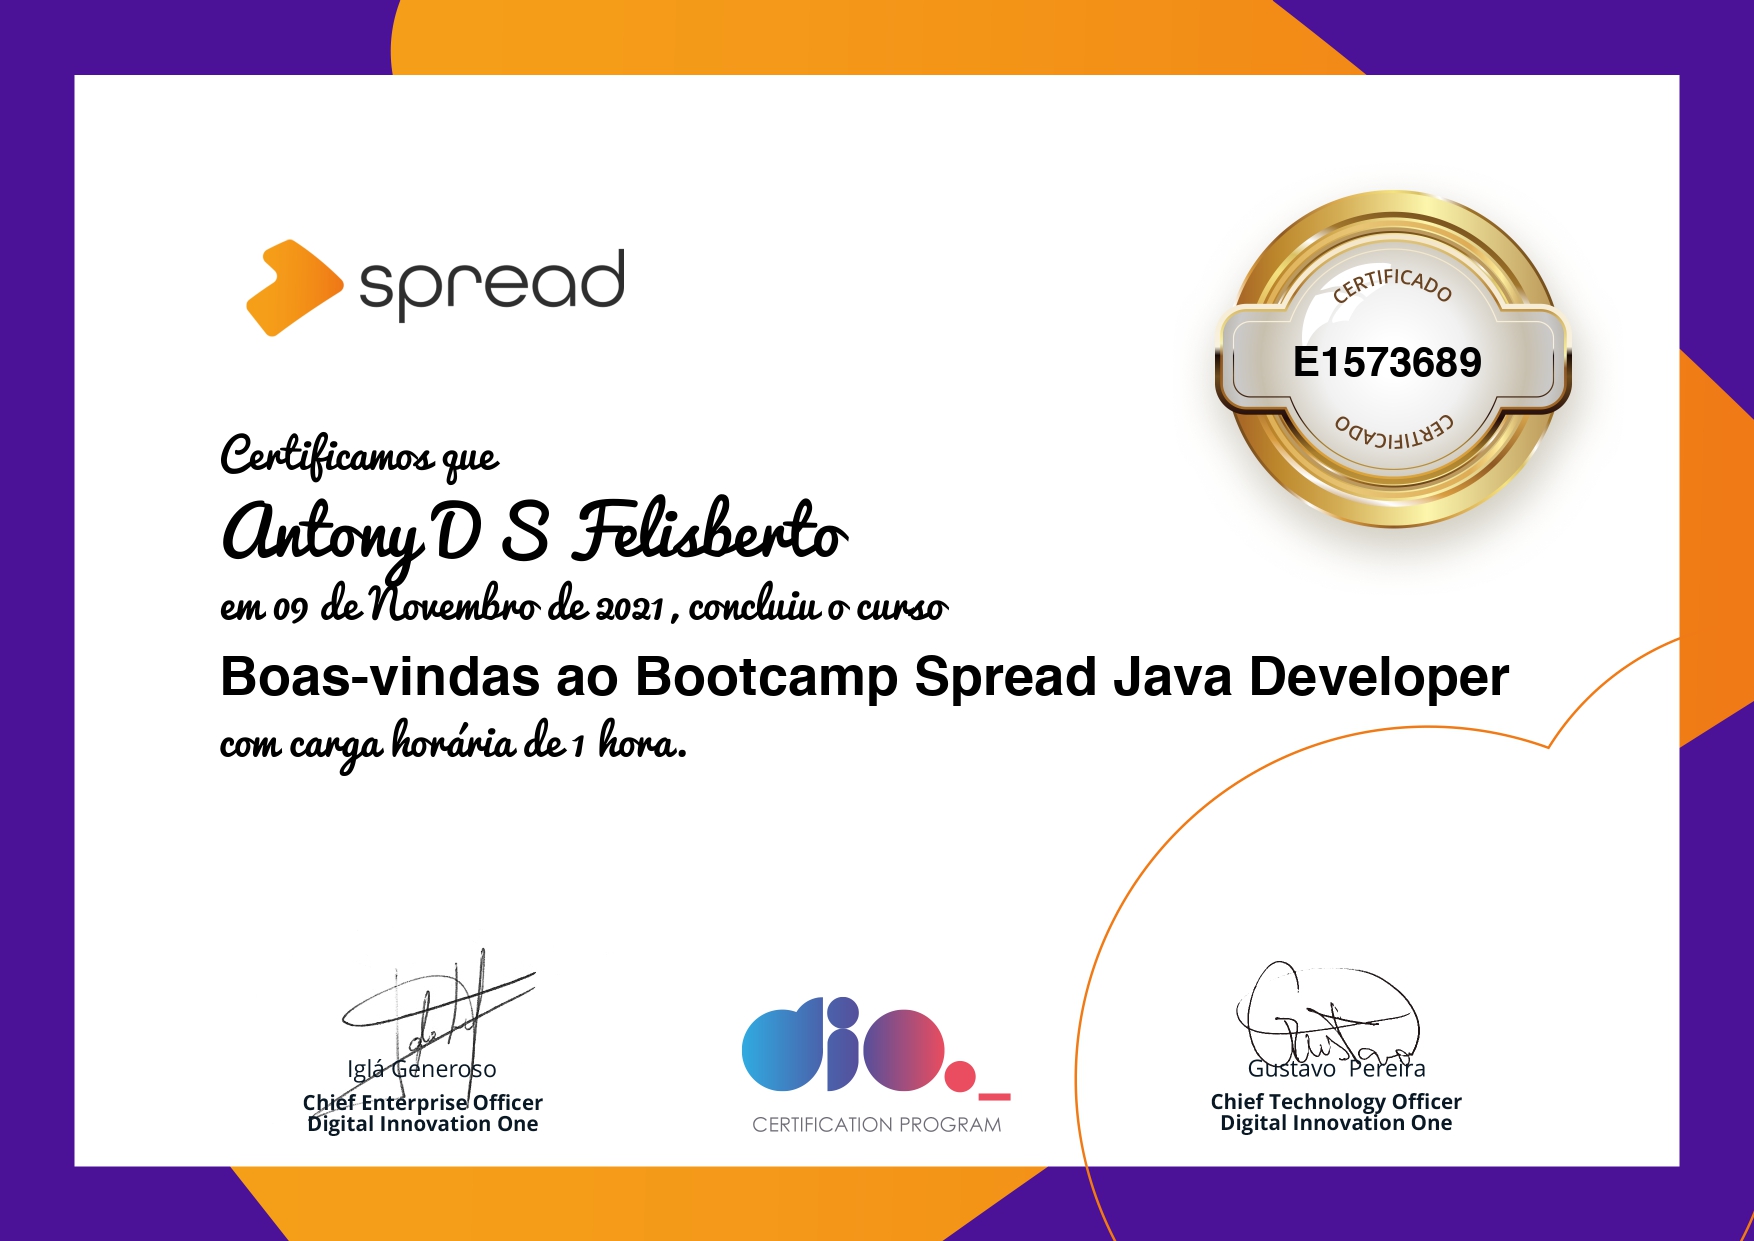 spread
CERTIFICADO
E1573689
CERTIFICADO
Certificamos que
Antony D S Felisberto
em 09 de Novembro de 2021, concluiu o curso
Boas-vindas ao Bootcamp Spread Java Developer
com carga horária de 1 hora.
Iglá Generoso
Chief Enterprise Officer
Digital Innovation One
dio._
CERTIFICATION PROGRAM
Gustavo
Gustavo Pereira
Chief Technology Officer
Digital Innovation One